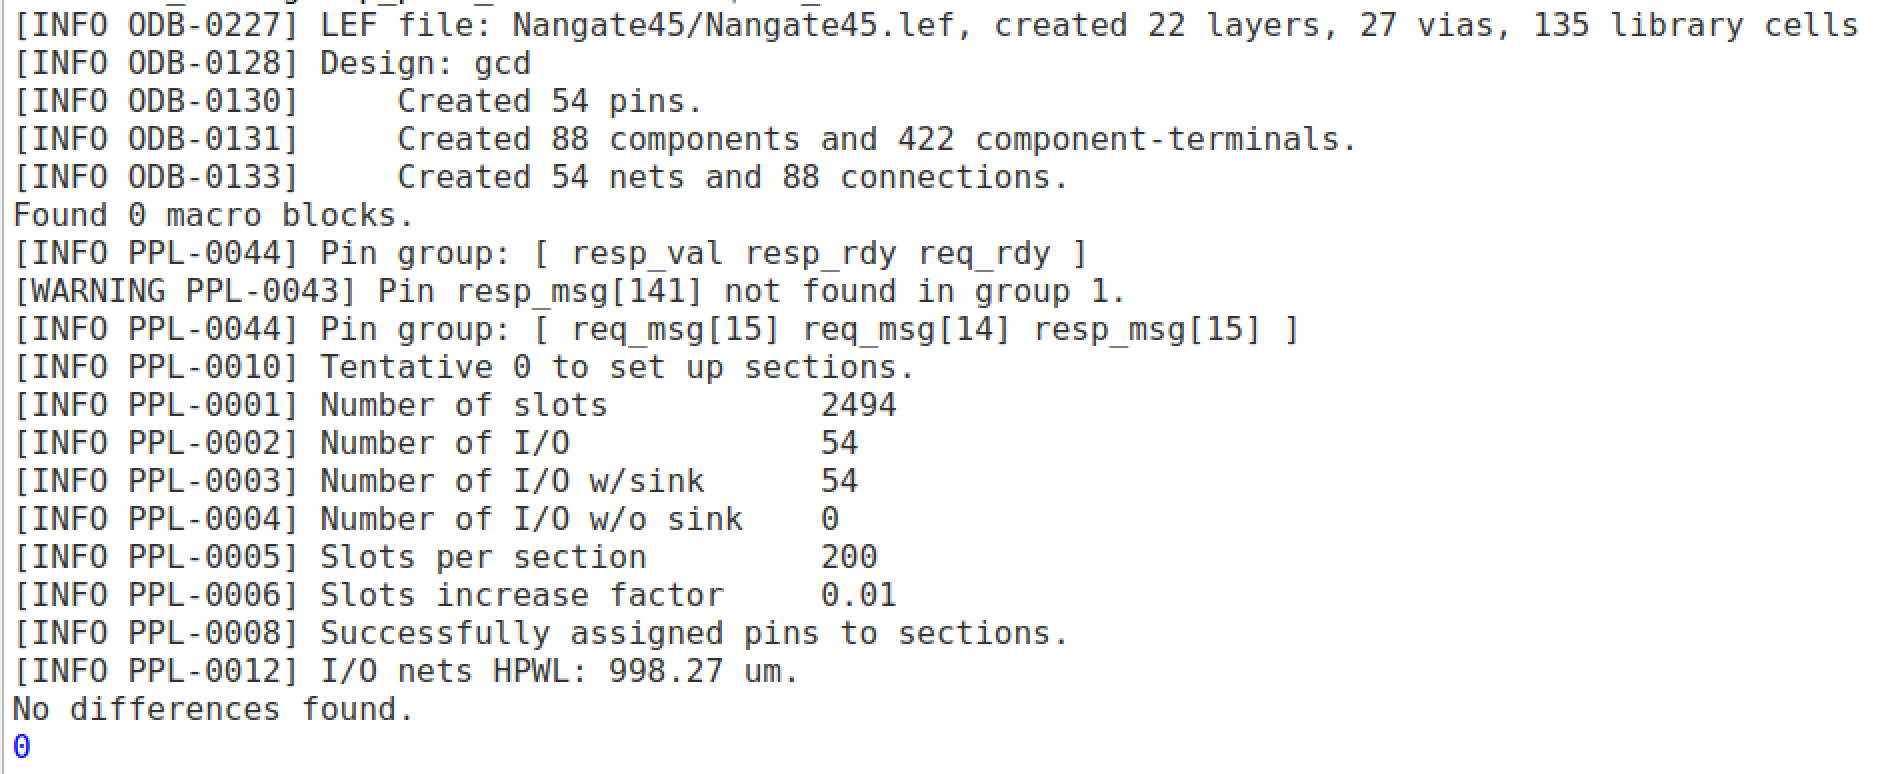 [INFO ODB-0227] LEF file: Nangate45/Nangate45.lef, created 22 layers, 27 vias, 135 library cells
[INFO ODB-0128] Design: gcd
[INFO ODB-0130]     Created 54 pins.
[INFO ODB-0131]     Created 88 components and 422 component-terminals.
[INFO ODB-0133]     Created 54 nets and 88 connections.
Found 0 macro blocks.
[INFO PPL-0044] Pin group: [ resp_val resp_rdy req_rdy ]
[WARNING PPL-0043] Pin resp_msg[141] not found in group 1.
[INFO PPL-0044] Pin group: [ req_msg[15] req_msg[14] resp_msg[15] ]
[INFO PPL-0010] Tentative 0 to set up sections.
[INFO PPL-0001] Number of slots           2494
[INFO PPL-0002] Number of I/O             54
[INFO PPL-0003] Number of I/O w/sink      54
[INFO PPL-0004] Number of I/O w/o sink    0
[INFO PPL-0005] Slots per section         200
[INFO PPL-0006] Slots increase factor     0.01
[INFO PPL-0008] Successfully assigned pins to sections.
[INFO PPL-0012] I/O nets HPWL: 998.27 um.
No differences found.
0